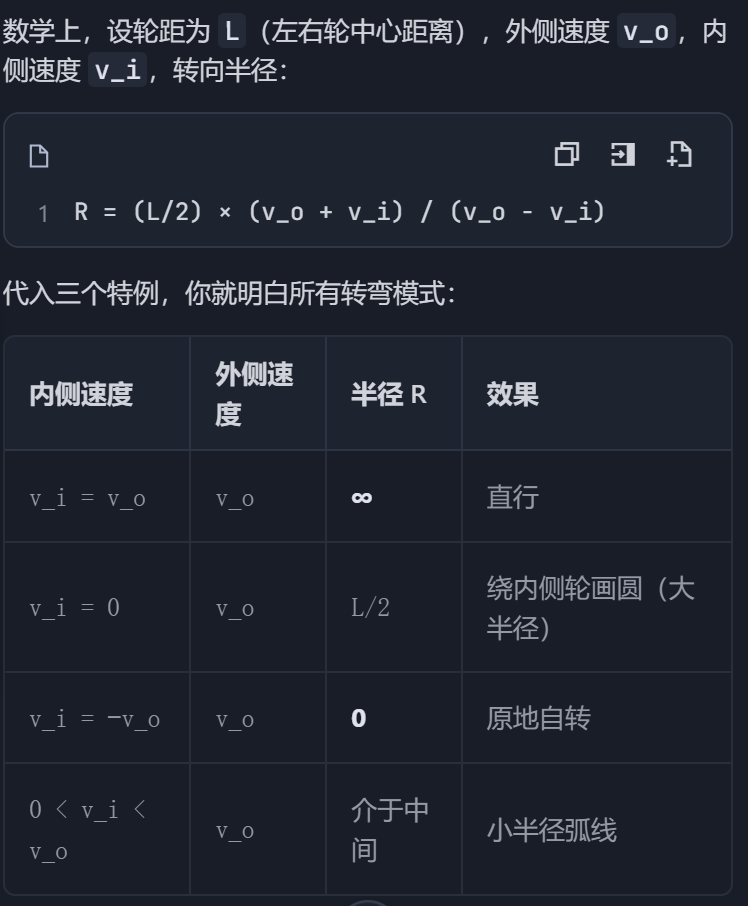 数学上，设轮距为 L（左右轮中心距离），外侧速度 v_o，内
侧速度 v_i，转向半径：
1 R = (L/2) × (v_o + v_i) / (v_o - v_i)
代入三个特例，你就明白所有转弯模式：
内侧速度 外侧速
度 半径 R 效果
v_i = v_o v_o ∞ 直行
v_i = 0 v_o L/2 绕内侧轮画圆（大
半径）
v_i = −v_o v_o 0 原地自转
0 < v_i <
v_o v_o 介于中
间 小半径弧线